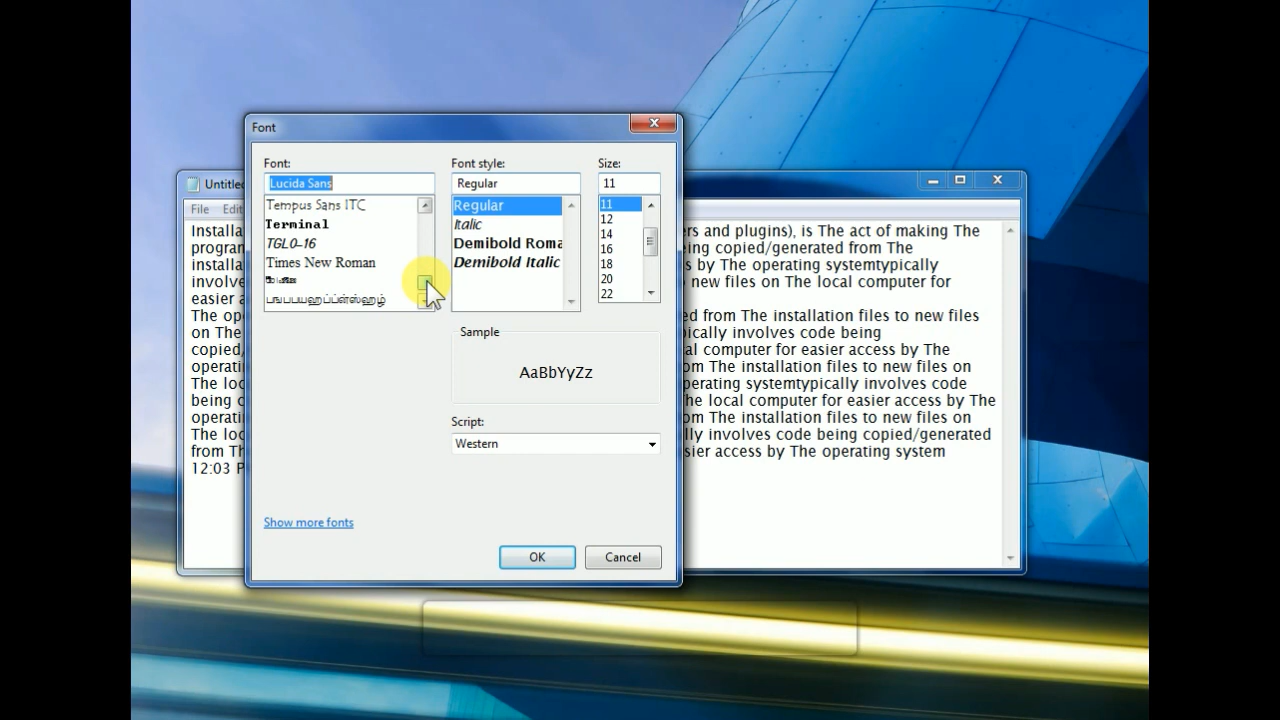 Font
Font:
Font style:
Size:
Lucida Sans
Regular
11
Tempus Sans ITC
Terminal
TGL0-16
Times New Roman
Regular
Italic
Demibold Roma
Demibold Italic
11
12
14
16
18
20
22
Sample
AaBbYyZz
Script:
Western
Show more fonts
OK
Cancel
Untitle
File Edi
Installa rs and plugins), is The act of making The
program ing copied/generated from The
installa s by The operating systemtypically
involve new files on The local computer for
easier a
The op ed from The installation files to new files
on The pically involves code being
copied/ al computer for easier access by The
operati om The installation files to new files on
The loc perating systemtypically involves code
being c he local computer for easier access by The
operati om The installation files to new files on
The loc lly involves code being copied/generated
from Th sier access by The operating system
12:03 P